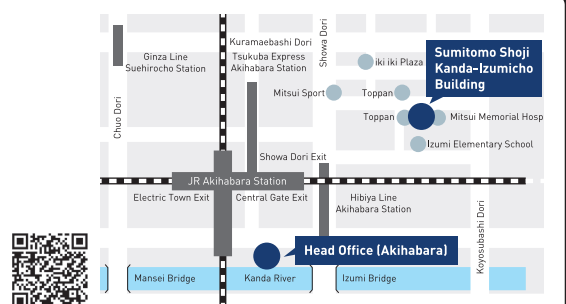 Kuramaebashi Dori
Showa Dori
Sumitomo Shoji
Kanda-Izumicho
Building
Ginza Line
Suehirocho Station
Tsukuba Express
Akihabara Station
iki iki Plaza
Mitsui Sport
Toppan
Chuo Dori
Toppan
Mitsui Memorial Hosp
Izumi Elementary School
Showa Dori Exit
JR Akihabara Station
Electric Town Exit
Central Gate Exit
Hibiya Line
Akihabara Station
Koyosubashi Dori
Head Office (Akihabara)
Mansei Bridge
Kanda River
Izumi Bridge